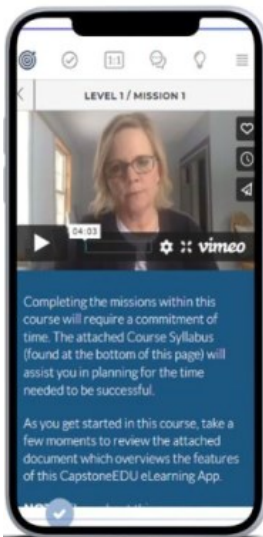 1:1
LEVEL 1 / MISSION 1
04:03
vimeo
Completing the missions within this
course will require a commitment of
time. The attached Course Syllabus
(found at the bottom of this page) will
assist you in planning for the time
needed to be successful.
As you get started in this course, take a
few moments to review the attached
document which overviews the features
of this CapstoneEDU eLearning App.